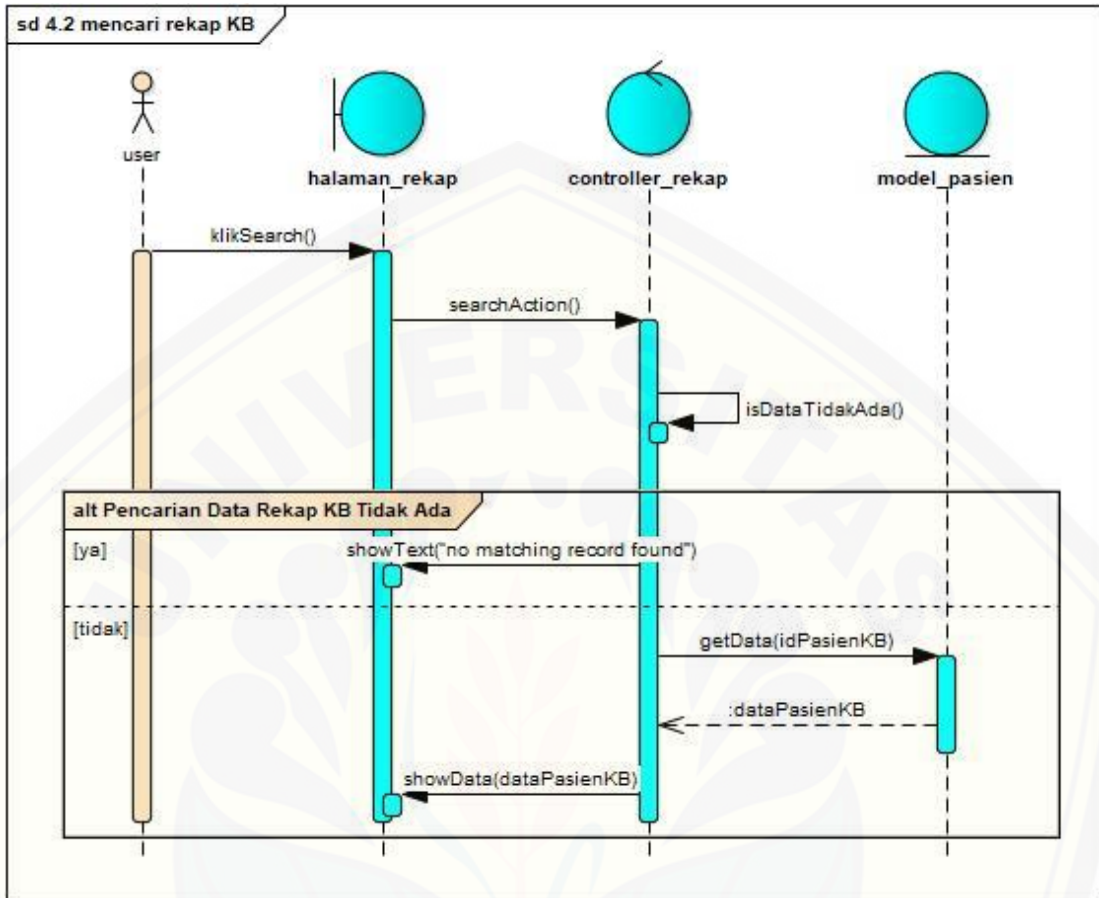 sd 4.2 mencari rekap KB
user
halaman_rekap
controller_rekap
model_pasien
klikSearch()
searchAction()
isDataTidakAda()
alt Pencarian Data Rekap KB Tidak Ada
[ya]
showText("no matching record found")
[tidak]
getData(idPasienKB)
:dataPasienKB
showData(dataPasienKB)
UNIVERSITAS